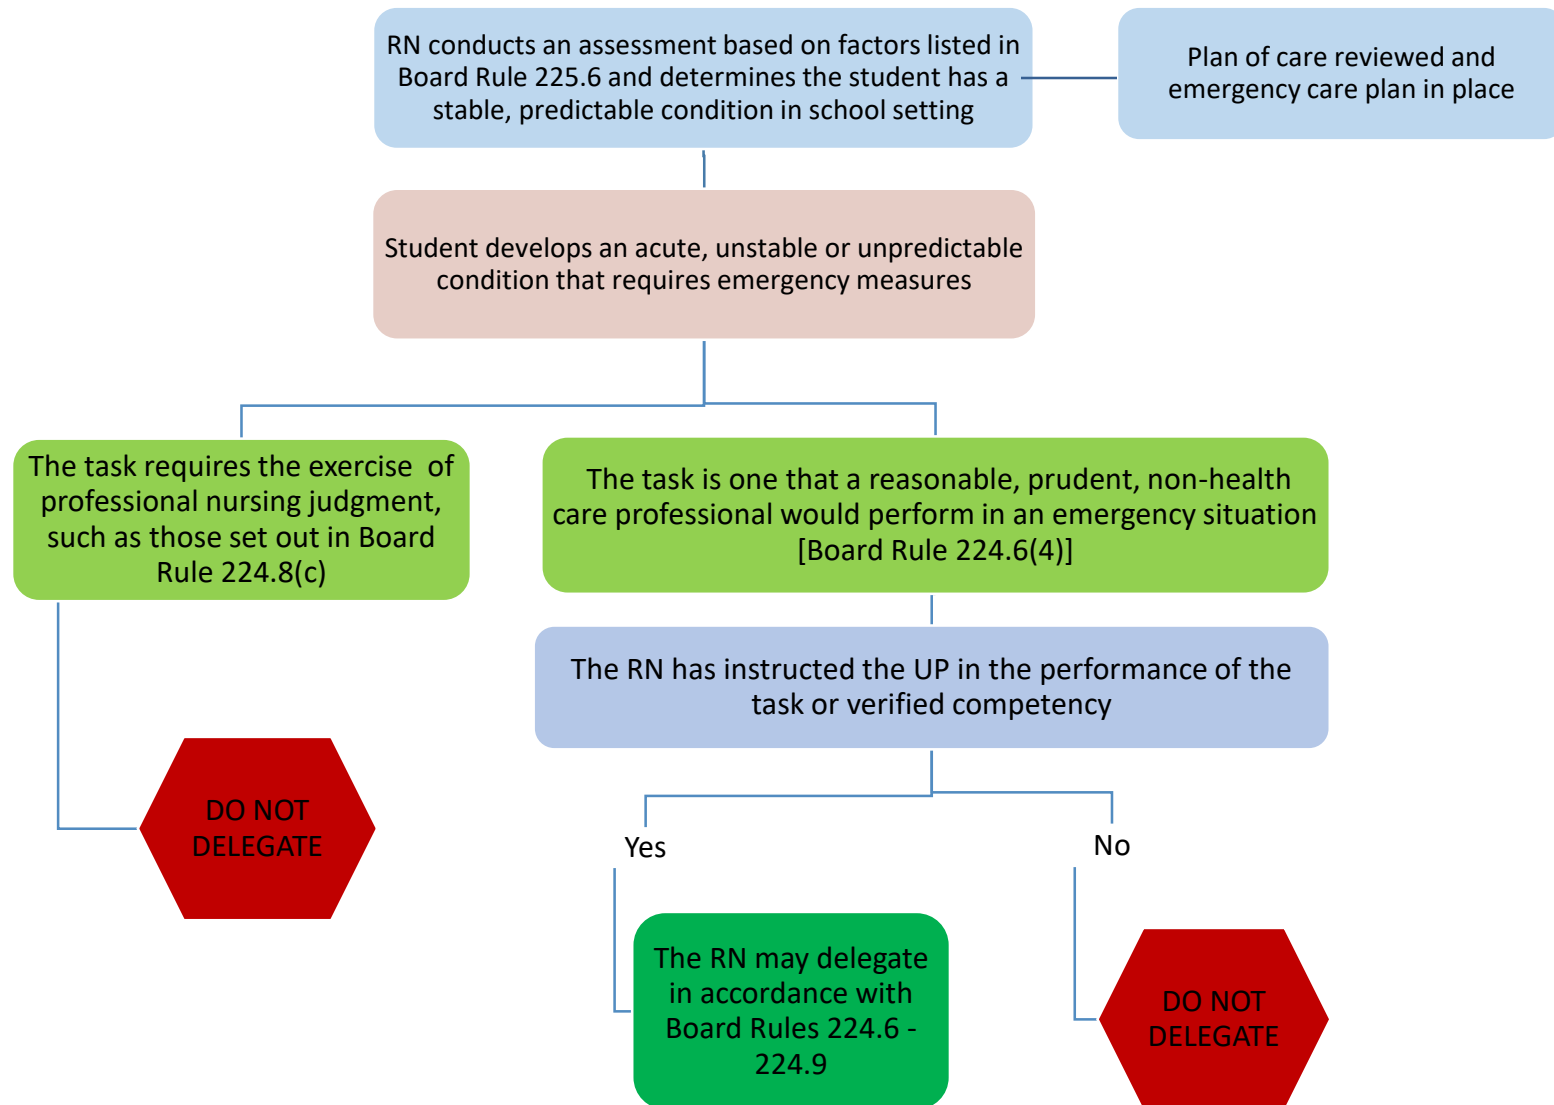 RN conducts an assessment based on factors listed in
Board Rule 225.6 and determines the student has a
stable, predictable condition in school setting
Plan of care reviewed and
emergency care plan in place
Student develops an acute, unstable or unpredictable
condition that requires emergency measures
The task requires the exercise of
professional nursing judgment,
such as those set out in Board
Rule 224.8(c)
The task is one that a reasonable, prudent, non-health
care professional would perform in an emergency situation
[Board Rule 224.6(4)]
The RN has instructed the UP in the performance of the
task or verified competency
DO NOT
DELEGATE
Yes
No
The RN may delegate
in accordance with
Board Rules 224.6 -
224.9
DO NOT
DELEGATE